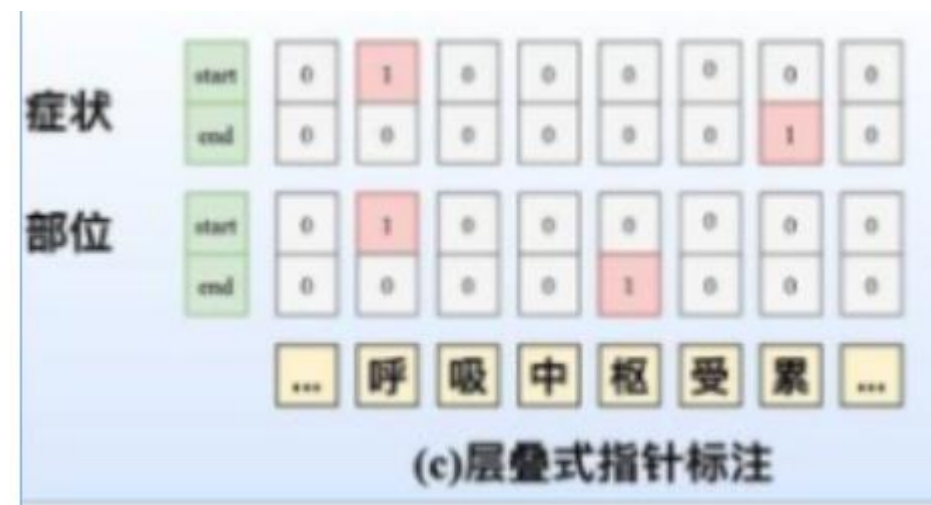 症状
start 0 1 0 0 0 0 0 0
end 0 0 0 0 0 0 1 0
部位
start 0 1 0 0 0 0 0 0
end 0 0 0 0 1 0 0 0
... 呼 吸 中 枢 受 累 ...
(c)层叠式指针标注